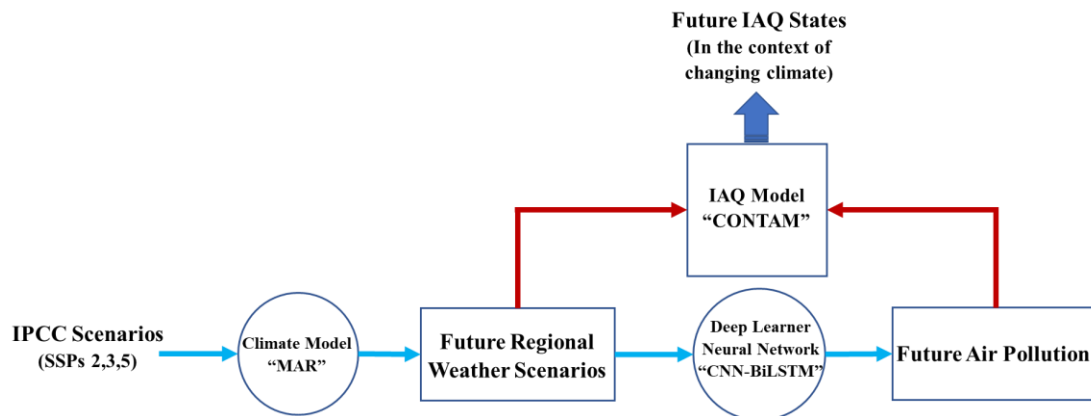 Future IAQ States
(In the context of
changing climate)
IAQ Model
“CONTAM”
IPCC Scenarios
(SSPs 2,3,5)
Climate Model
“MAR”
Future Regional
Weather Scenarios
Deep Learner
Neural Network
“CNN-BiLSTM”
Future Air Pollution